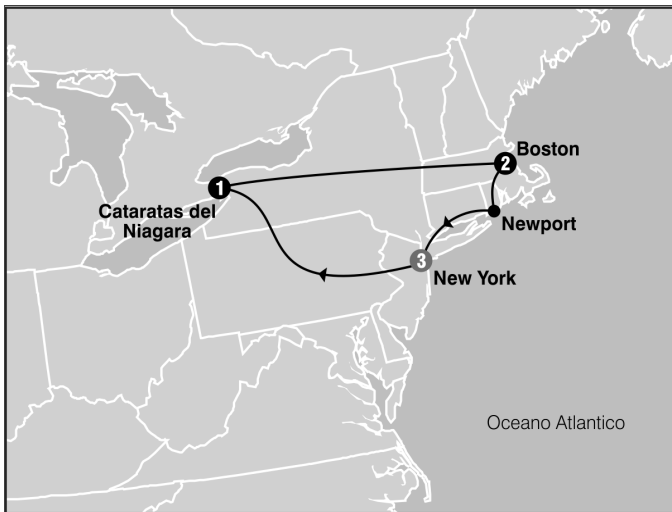 2
Boston
1
Cataratas del
Niagara
Newport
3
New York
Oceano Atlantico